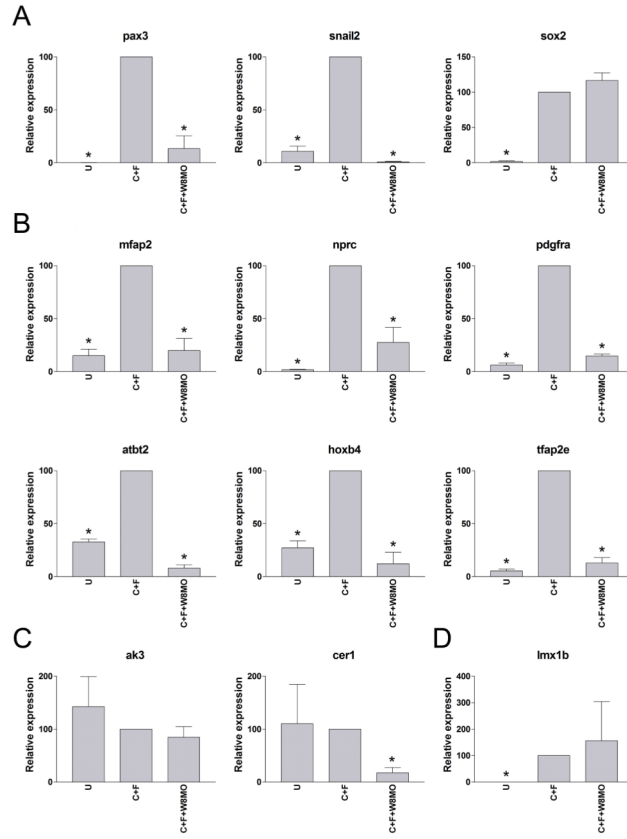 A
pax3
Relative expression
100
50
0
*
*
U
C+F
C+F+W8MO
snail2
Relative expression
100
50
0
*
*
U
C+F
C+F+W8MO
sox2
Relative expression
150
100
50
0
*
U
C+F
C+F+W8MO
B
mfap2
Relative expression
100
50
0
*
*
U
C+F
C+F+W8MO
nprc
Relative expression
100
50
0
*
*
U
C+F
C+F+W8MO
pdgfra
Relative expression
100
50
0
*
*
U
C+F
C+F+W8MO
atbt2
Relative expression
100
50
0
*
*
U
C+F
C+F+W8MO
hoxb4
Relative expression
100
50
0
*
*
U
C+F
C+F+W8MO
tfap2e
Relative expression
100
50
0
*
*
U
C+F
C+F+W8MO
C
ak3
Relative expression
200
100
0
U
C+F
C+F+W8MO
cer1
Relative expression
200
100
0
*
U
C+F
C+F+W8MO
D
lmx1b
Relative expression
400
300
200
100
0
*
U
C+F
C+F+W8MO